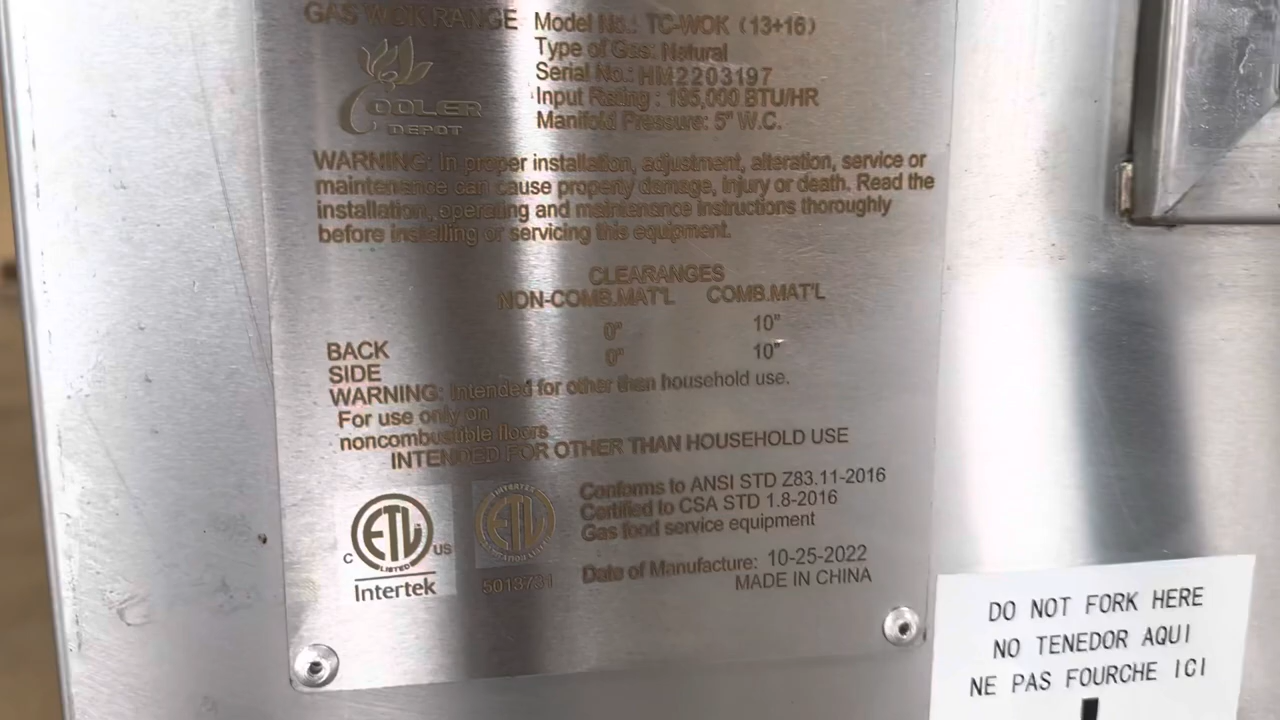 GAS WOK RANGE
COOLER
DEPOT
Model No.: TC-WOK (13+16)
Type of Gas: Natural
Serial No.: HM2203197
Input Rating : 195,000 BTU/HR
Manifold Pressure: 5" W.C.
WARNING: In-proper installation, adjustment, alteration, service or
maintenance can cause property damage, injury or death. Read the
installation, operating and maintenance instructions thoroughly
before installing or servicing this equipment.
CLEARANGES
NON-COMB.MAT'L COMB.MAT'L
0" 10"
0" 10"
BACK
SIDE
WARNING: Intended for other than household use.
For use only on
noncombustible floors
INTENDED FOR OTHER THAN HOUSEHOLD USE
ETL
C US
LISTED
Intertek
INTERTEK
ETL
5013731
Conforms to ANSI STD Z83.11-2016
Certified to CSA STD 1.8-2016
Gas food service equipment
Date of Manufacture: 10-25-2022
MADE IN CHINA
DO NOT FORK HERE
NO TENEDOR AQUI
NE PAS FOURCHE ICI